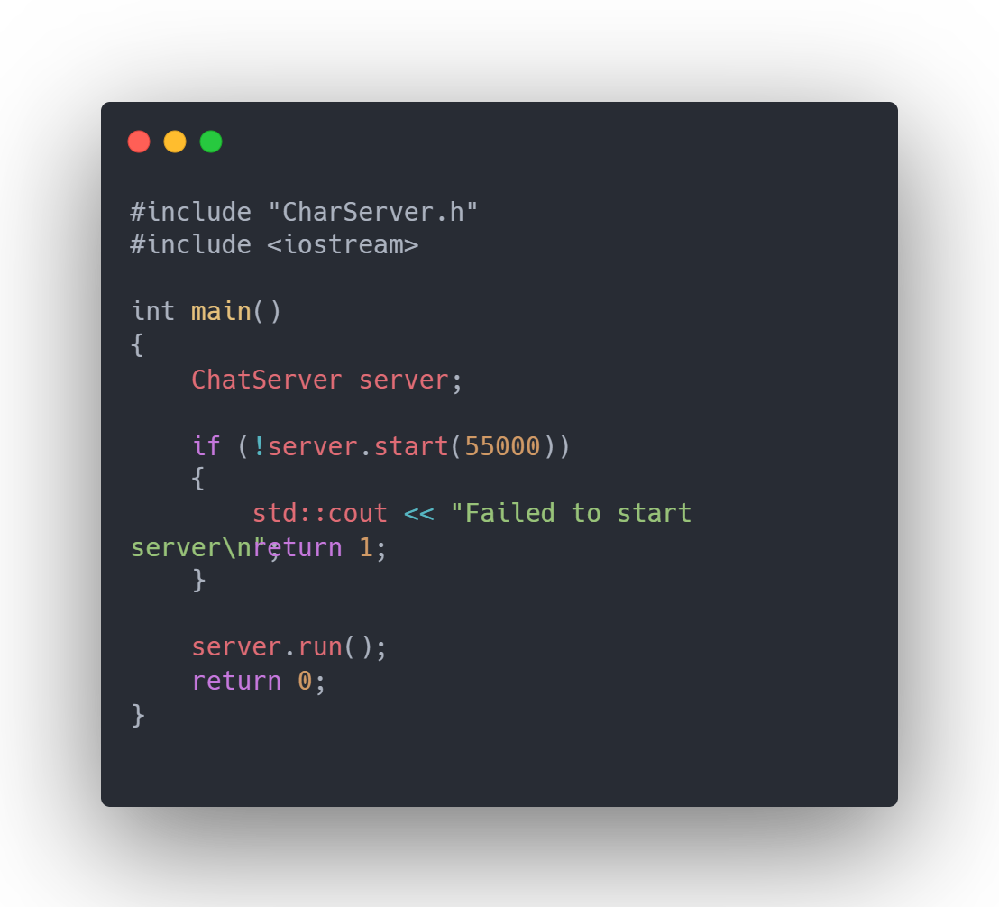 #include "CharServer.h"
#include <iostream>
int main()
{
ChatServer server;
if (!server.start(55000))
{
std::cout << "Failed to start
server\n";return 1;
}
server.run();
return 0;
}